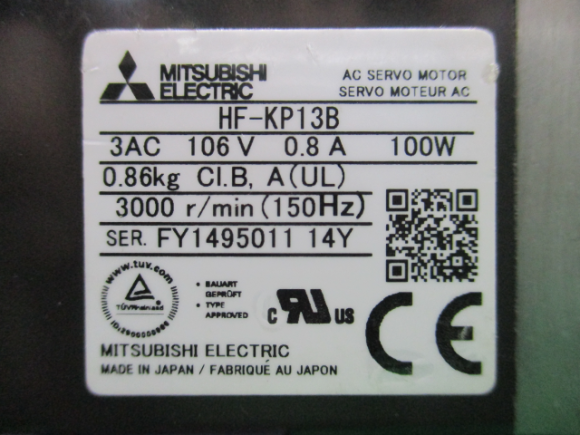 MITSUBISHI ELECTRIC
AC SERVO MOTOR
SERVO MOTEUR AC
HF-KP13B
3AC 106 V 0.8 A 100W
0.86kg CI.B, A(UL)
3000 r/min (150Hz)
SER. FY1495011 14Y
www.tuv.com
TÜVRheinland
• BAUART GEPRÜFT
• TYPE APPROVED
c US
CE
MITSUBISHI ELECTRIC
MADE IN JAPAN / FABRIQUÉ AU JAPON